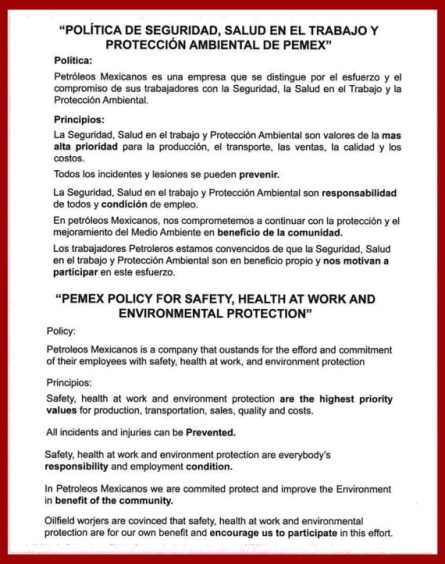 “POLÍTICA DE SEGURIDAD, SALUD EN EL TRABAJO Y
PROTECCIÓN AMBIENTAL DE PEMEX”
Política:
Petróleos Mexicanos es una empresa que se distingue por el esfuerzo y el
compromiso de sus trabajadores con la Seguridad, la Salud en el Trabajo y la
Protección Ambiental.
Principios:
La Seguridad, Salud en el trabajo y Protección Ambiental son valores de la mas
alta prioridad para la producción, el transporte, las ventas, la calidad y los
costos.
Todos los incidentes y lesiones se pueden prevenir.
La Seguridad, Salud en el trabajo y Protección Ambiental son responsabilidad
de todos y condición de empleo.
En petróleos Mexicanos, nos comprometemos a continuar con la protección y el
mejoramiento del Medio Ambiente en beneficio de la comunidad.
Los trabajadores Petroleros estamos convencidos de que la Seguridad, Salud
en el trabajo y Protección Ambiental son en beneficio propio y nos motivan a
participar en este esfuerzo.
“PEMEX POLICY FOR SAFETY, HEALTH AT WORK AND
ENVIRONMENTAL PROTECTION”
Policy:
Petroleos Mexicanos is a company that oustands for the efford and commitment
of their employees with safety, health at work, and environment protection
Principios:
Safety, health at work and environment protection are the highest priority
values for production, transportation, sales, quality and costs.
All incidents and injuries can be Prevented.
Safety, health at work and environment protection are everybody's
responsibility and employment condition.
In Petroleos Mexicanos we are commited protect and improve the Environment
in benefit of the community.
Oilfield worjers are covinced that safety, health at work and environmental
protection are for our own benefit and encourage us to participate in this effort.